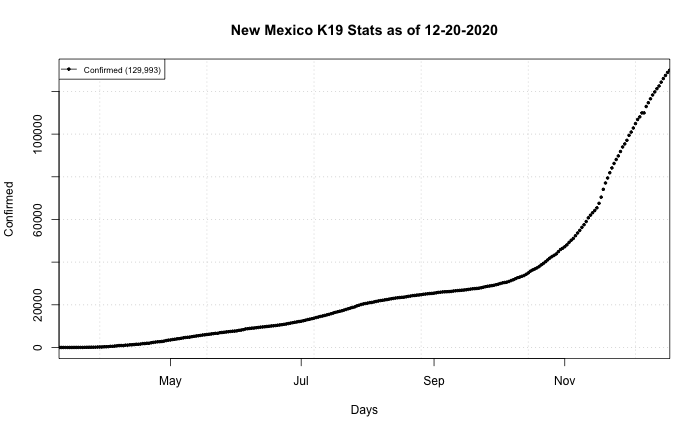 New Mexico K19 Stats as of 12-20-2020
Confirmed (129,993)
100000
60000
20000
0
Confirmed
May Jul Sep Nov
Days